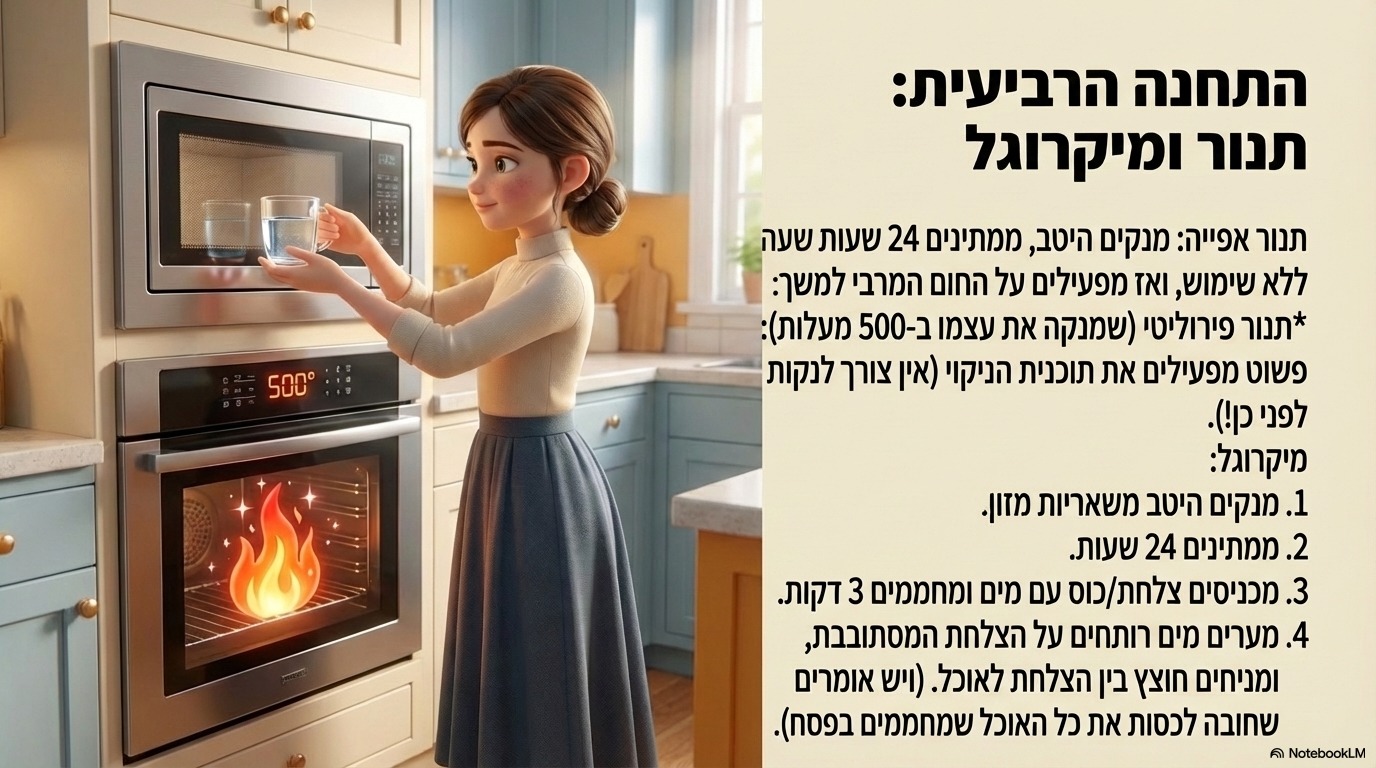 התחנה הרביעית:
תנור ומיקרוגל
תנור אפייה: מנקים היטב, ממתינים 24 שעות שעה
ללא שימוש, ואז מפעילים על החום המרבי למשך:
*תנור פירוליטי (שמנקה את עצמו ב-500 מעלות):
פשוט מפעילים את תוכנית הניקוי (אין צורך לנקות
לפני כן!).
מיקרוגל:
1. מנקים היטב משאריות מזון.
2. ממתינים 24 שעות.
3. מכניסים צלחת/כוס עם מים ומחממים 3 דקות.
4. מערים מים רותחים על הצלחת המסתובבת,
ומניחים חוצץ בין הצלחת לאוכל. (ויש אומרים
שחובה לכסות את כל האוכל שמחממים בפסח).
500°
NotebookLM